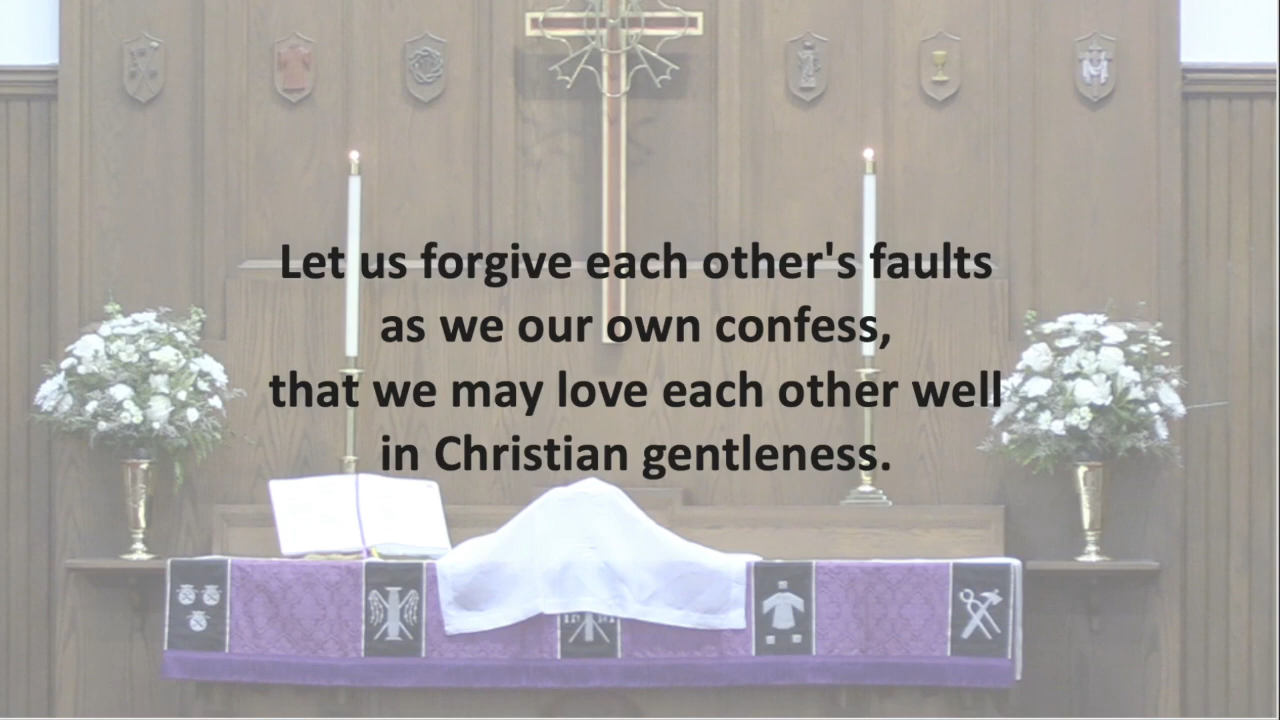 Let us forgive each other's faults
as we our own confess,
that we may love each other well
in Christian gentleness.